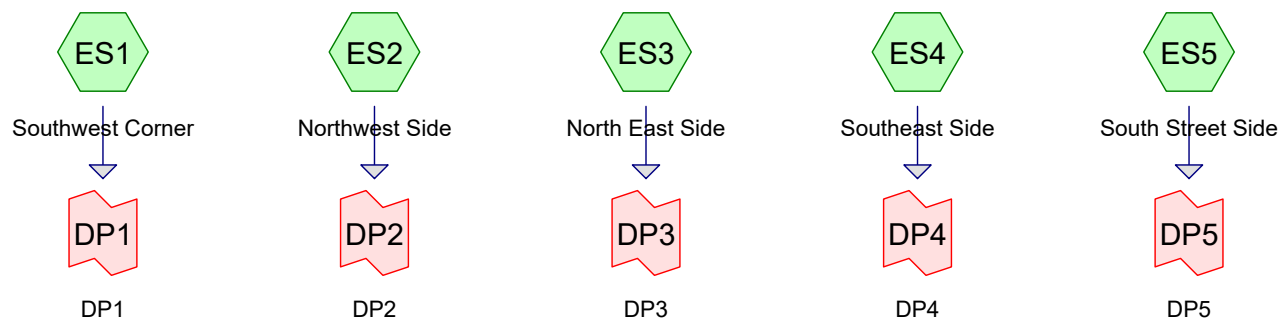 ES1 ES2 ES3 ES4 ES5
Southwest Corner Northwest Side North East Side Southeast Side South Street Side
DP1 DP2 DP3 DP4 DP5
DP1 DP2 DP3 DP4 DP5